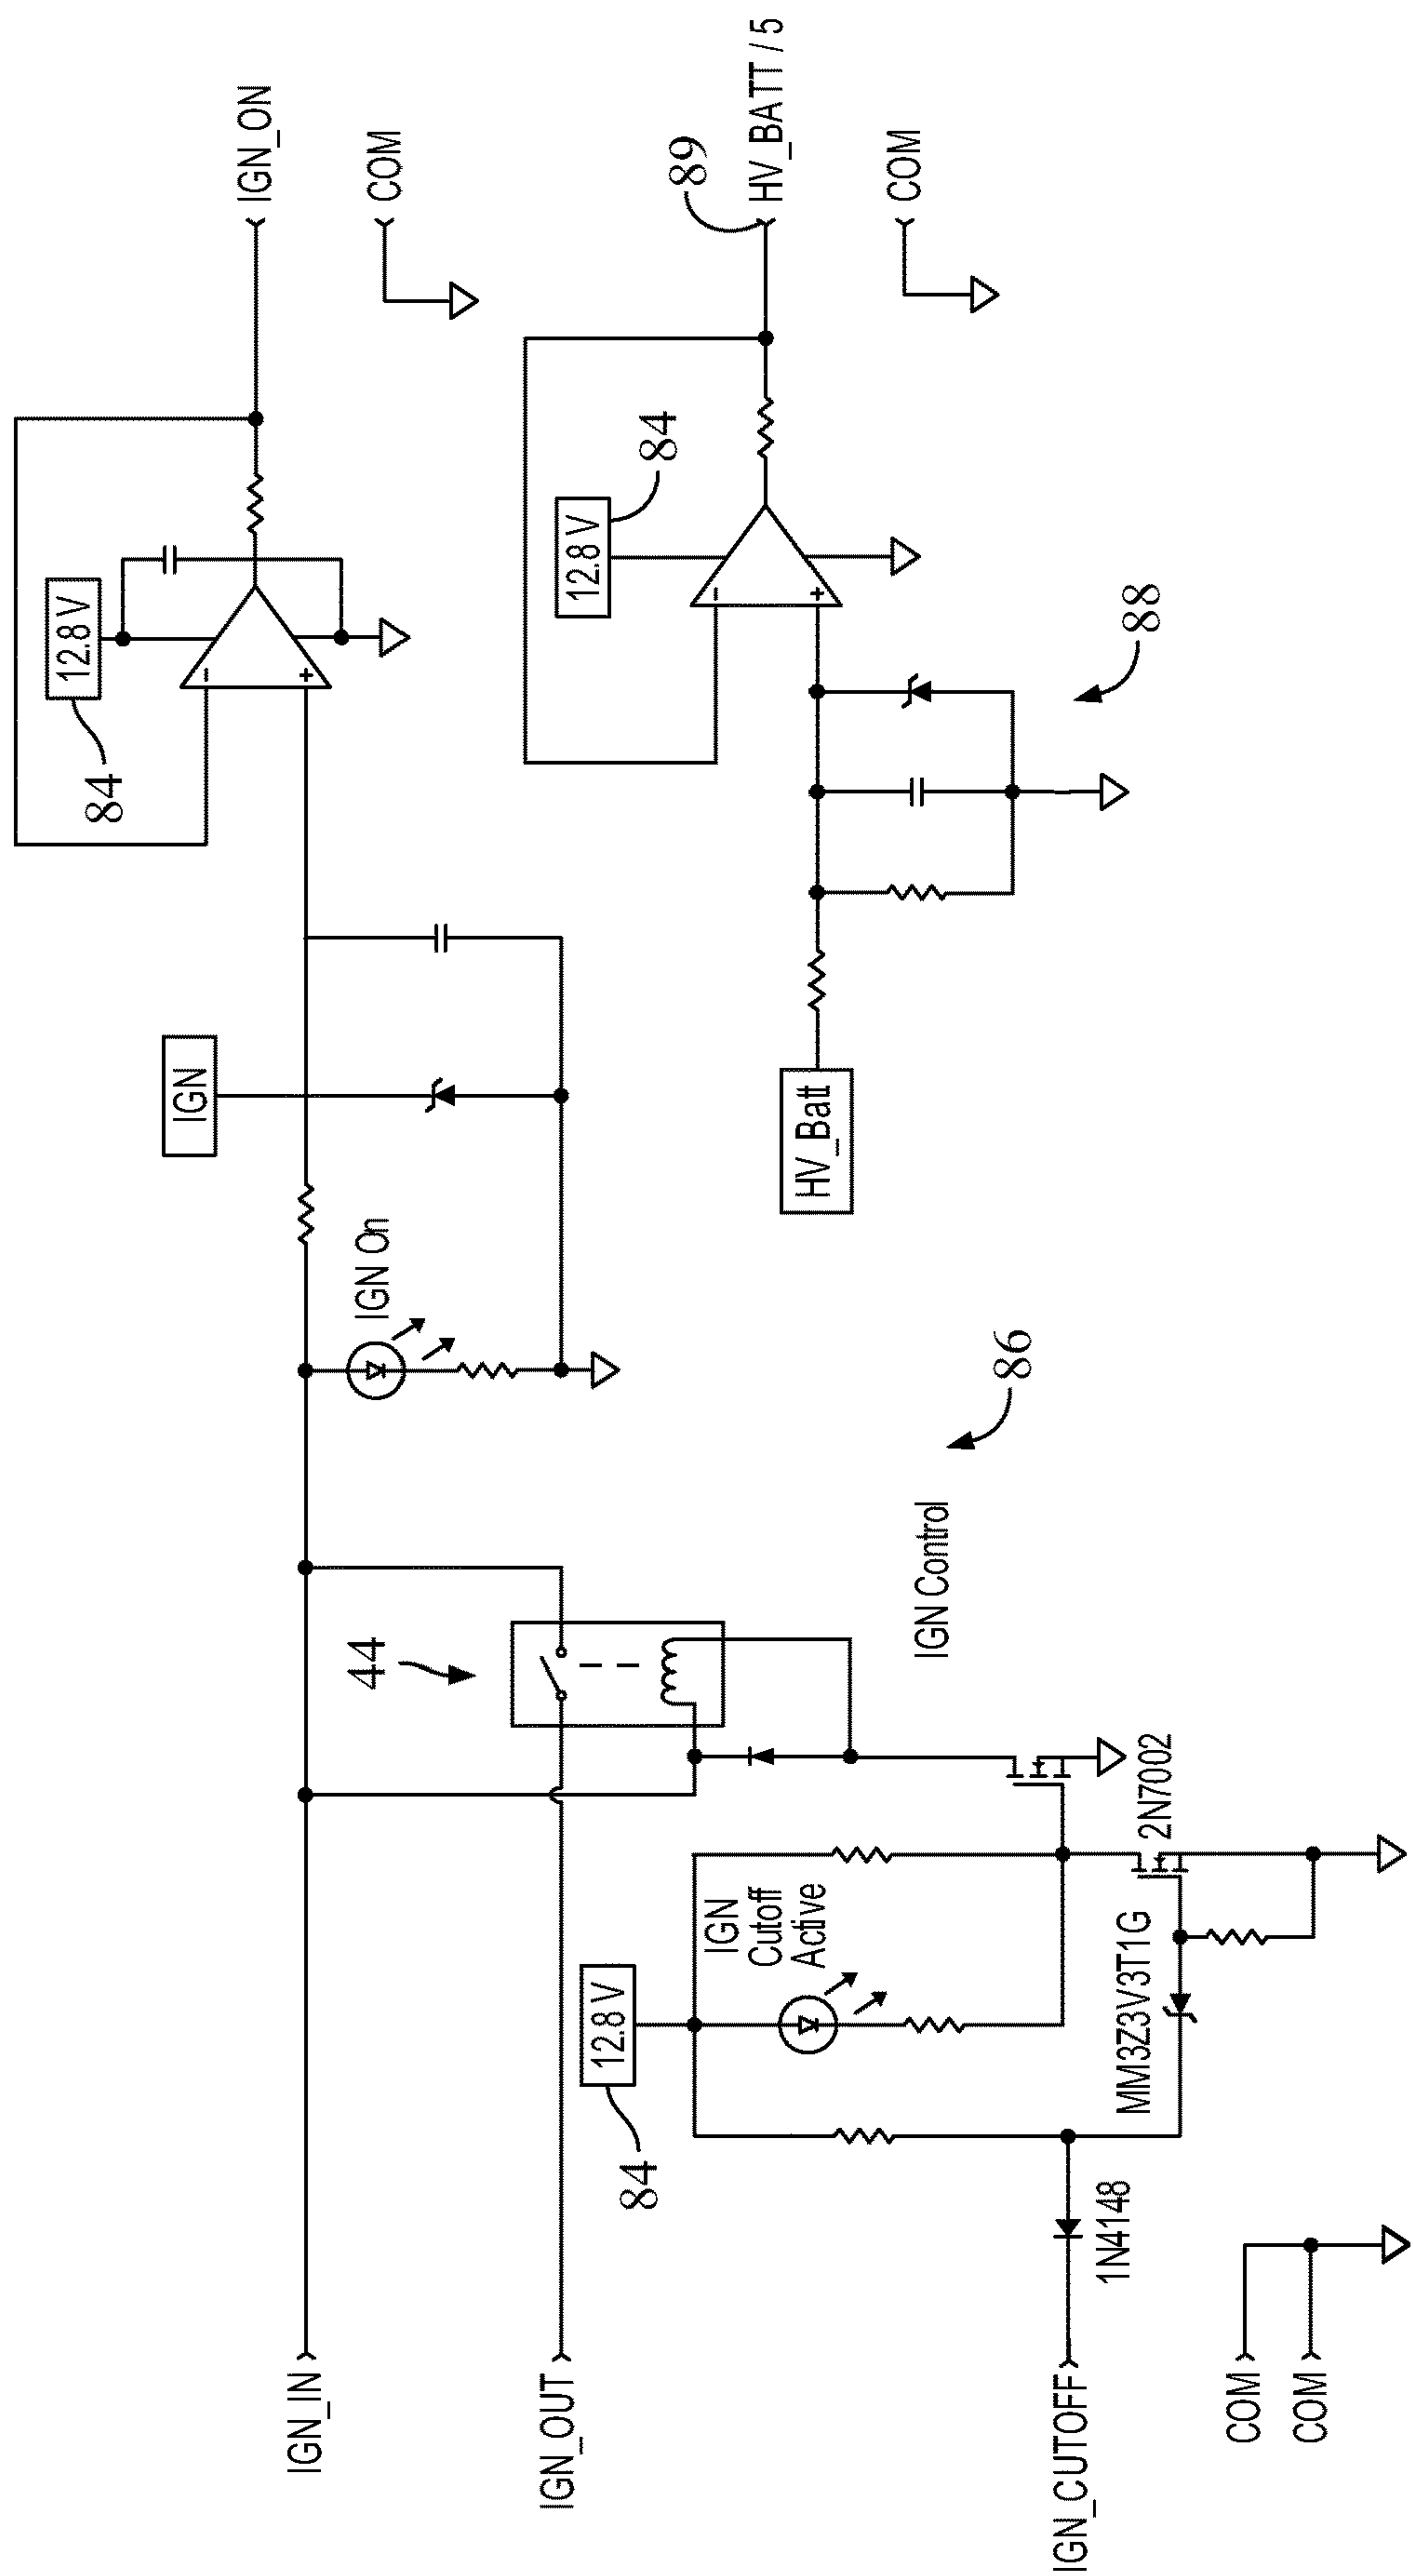 IGN_ON
COM
12.8 V
84
-
+
IGN
IGN On
89
HV_BATT / 5
COM
12.8 V
84
-
+
88
HV_Batt
86
44
IGN Control
IGN
Cutoff
Active
12.8 V
84
2N7002
MM3Z3V3T1G
1N4148
IGN_IN
IGN_OUT
IGN_CUTOFF
COM
COM